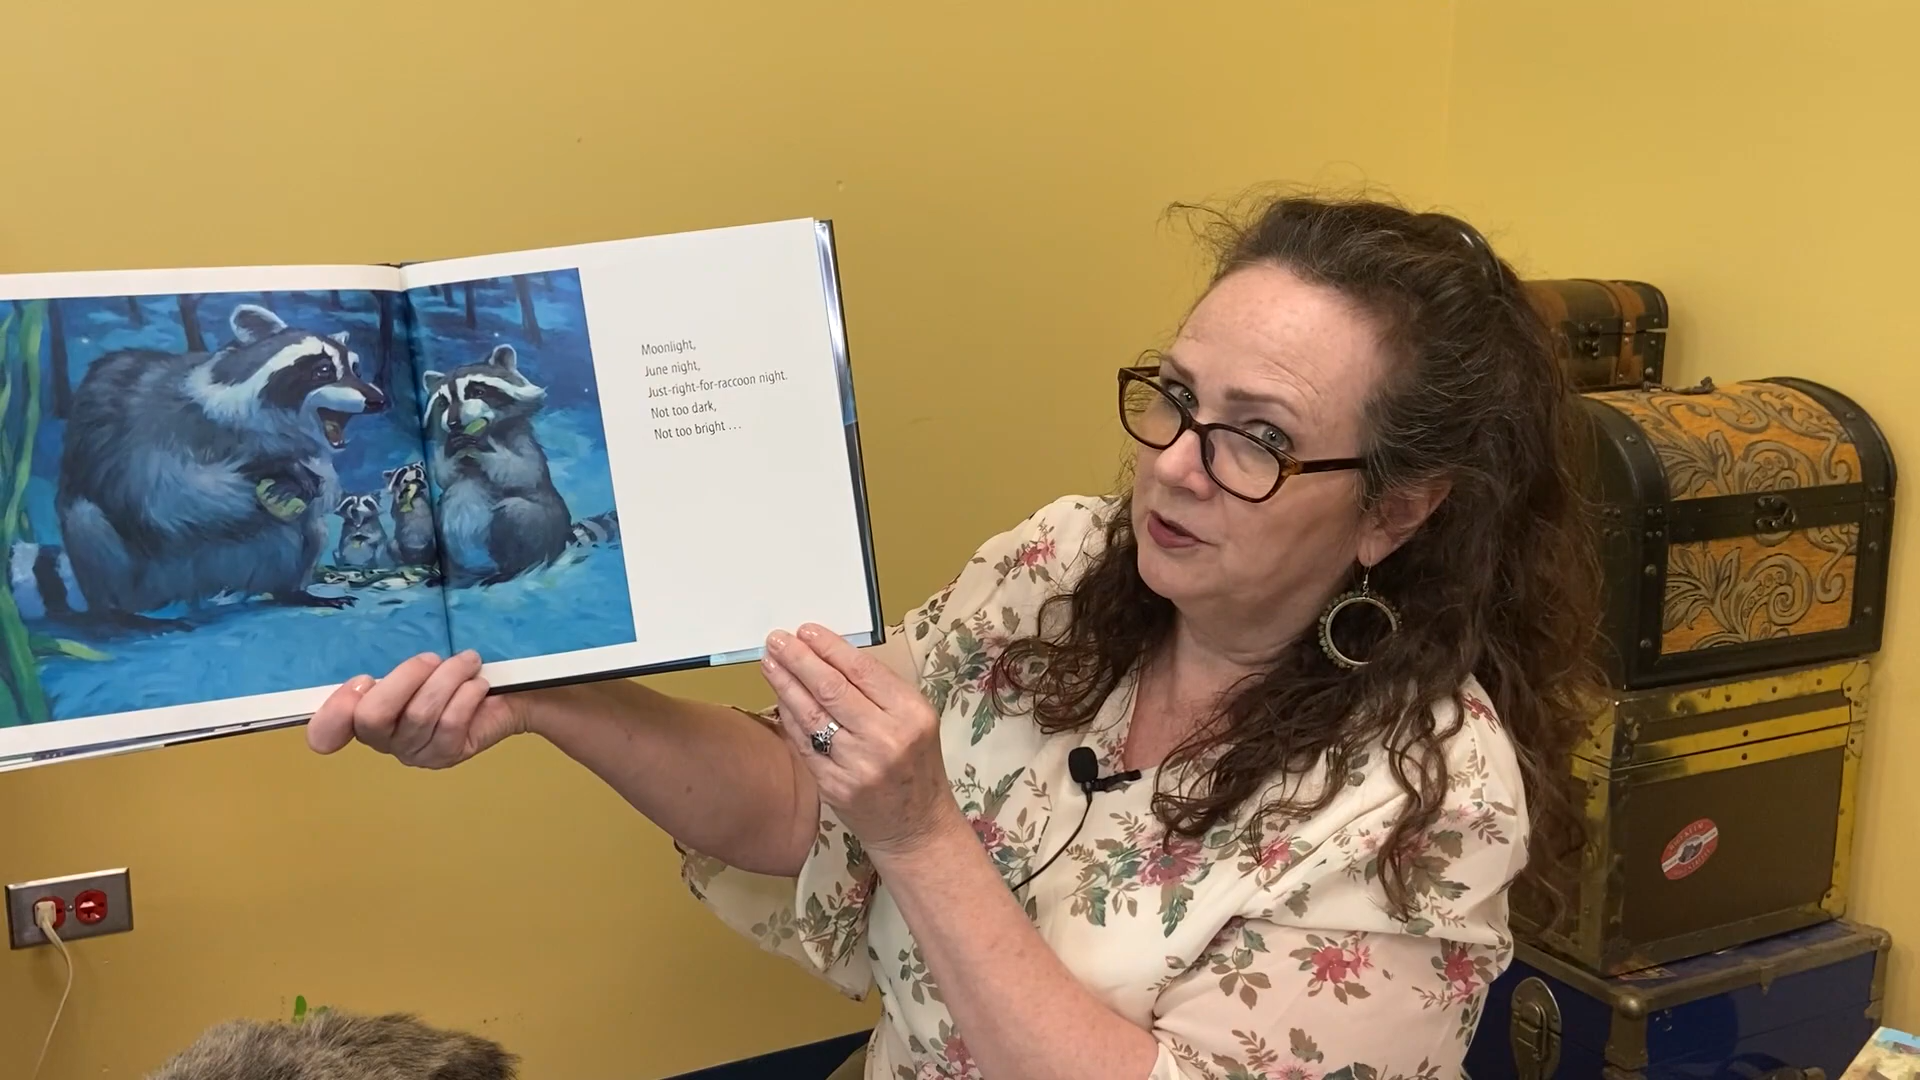 Moonlight,
June night,
Just-right-for-raccoon night.
Not too dark,
Not too bright . . .